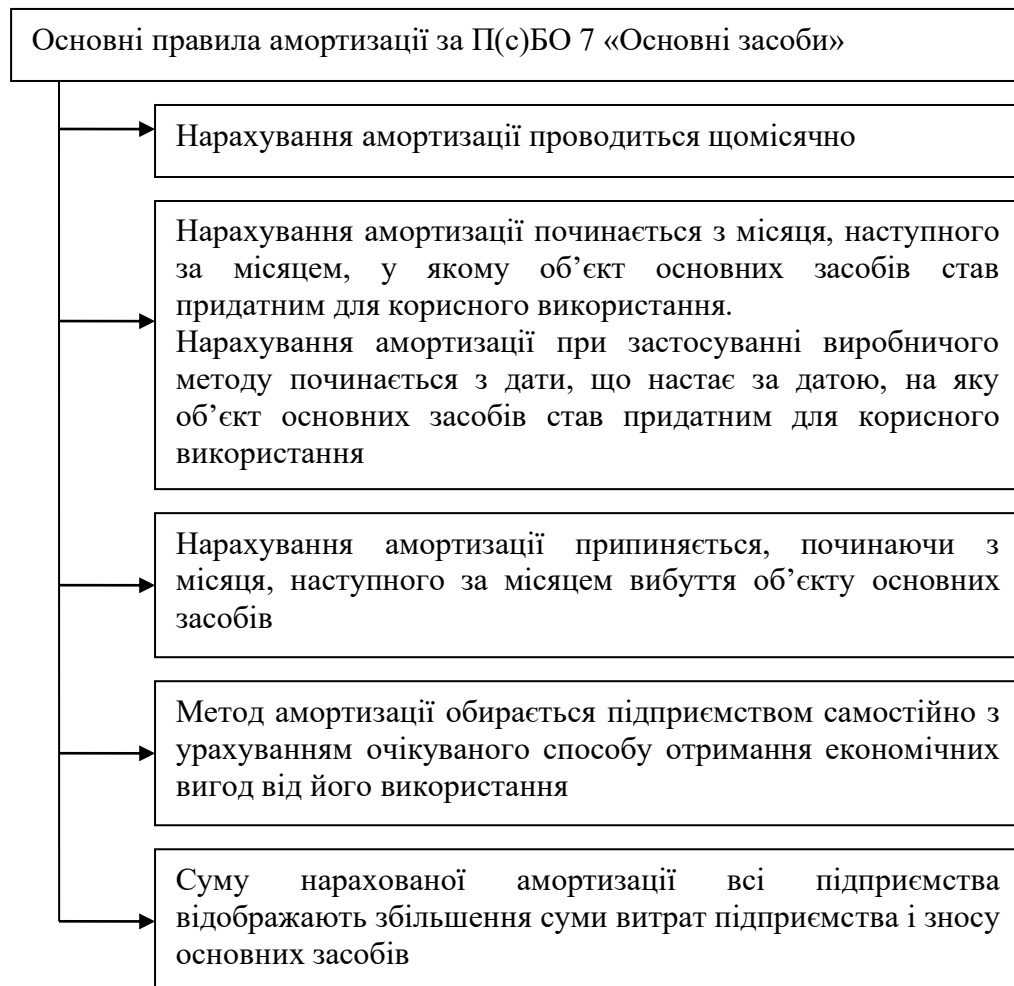 Основні правила амортизації за П(с)БО 7 «Основні засоби»
Нарахування амортизації проводиться щомісячно
Нарахування амортизації починається з місяця, наступного
за місяцем, у якому об’єкт основних засобів став
придатним для корисного використання.
Нарахування амортизації при застосуванні виробничого
методу починається з дати, що настає за датою, на яку
об’єкт основних засобів став придатним для корисного
використання
Нарахування амортизації припиняється, починаючи з
місяця, наступного за місяцем вибуття об’єкту основних
засобів
Метод амортизації обирається підприємством самостійно з
урахуванням очікуваного способу отримання економічних
вигод від його використання
Суму нарахованої амортизації всі підприємства
відображають збільшення суми витрат підприємства і зносу
основних засобів